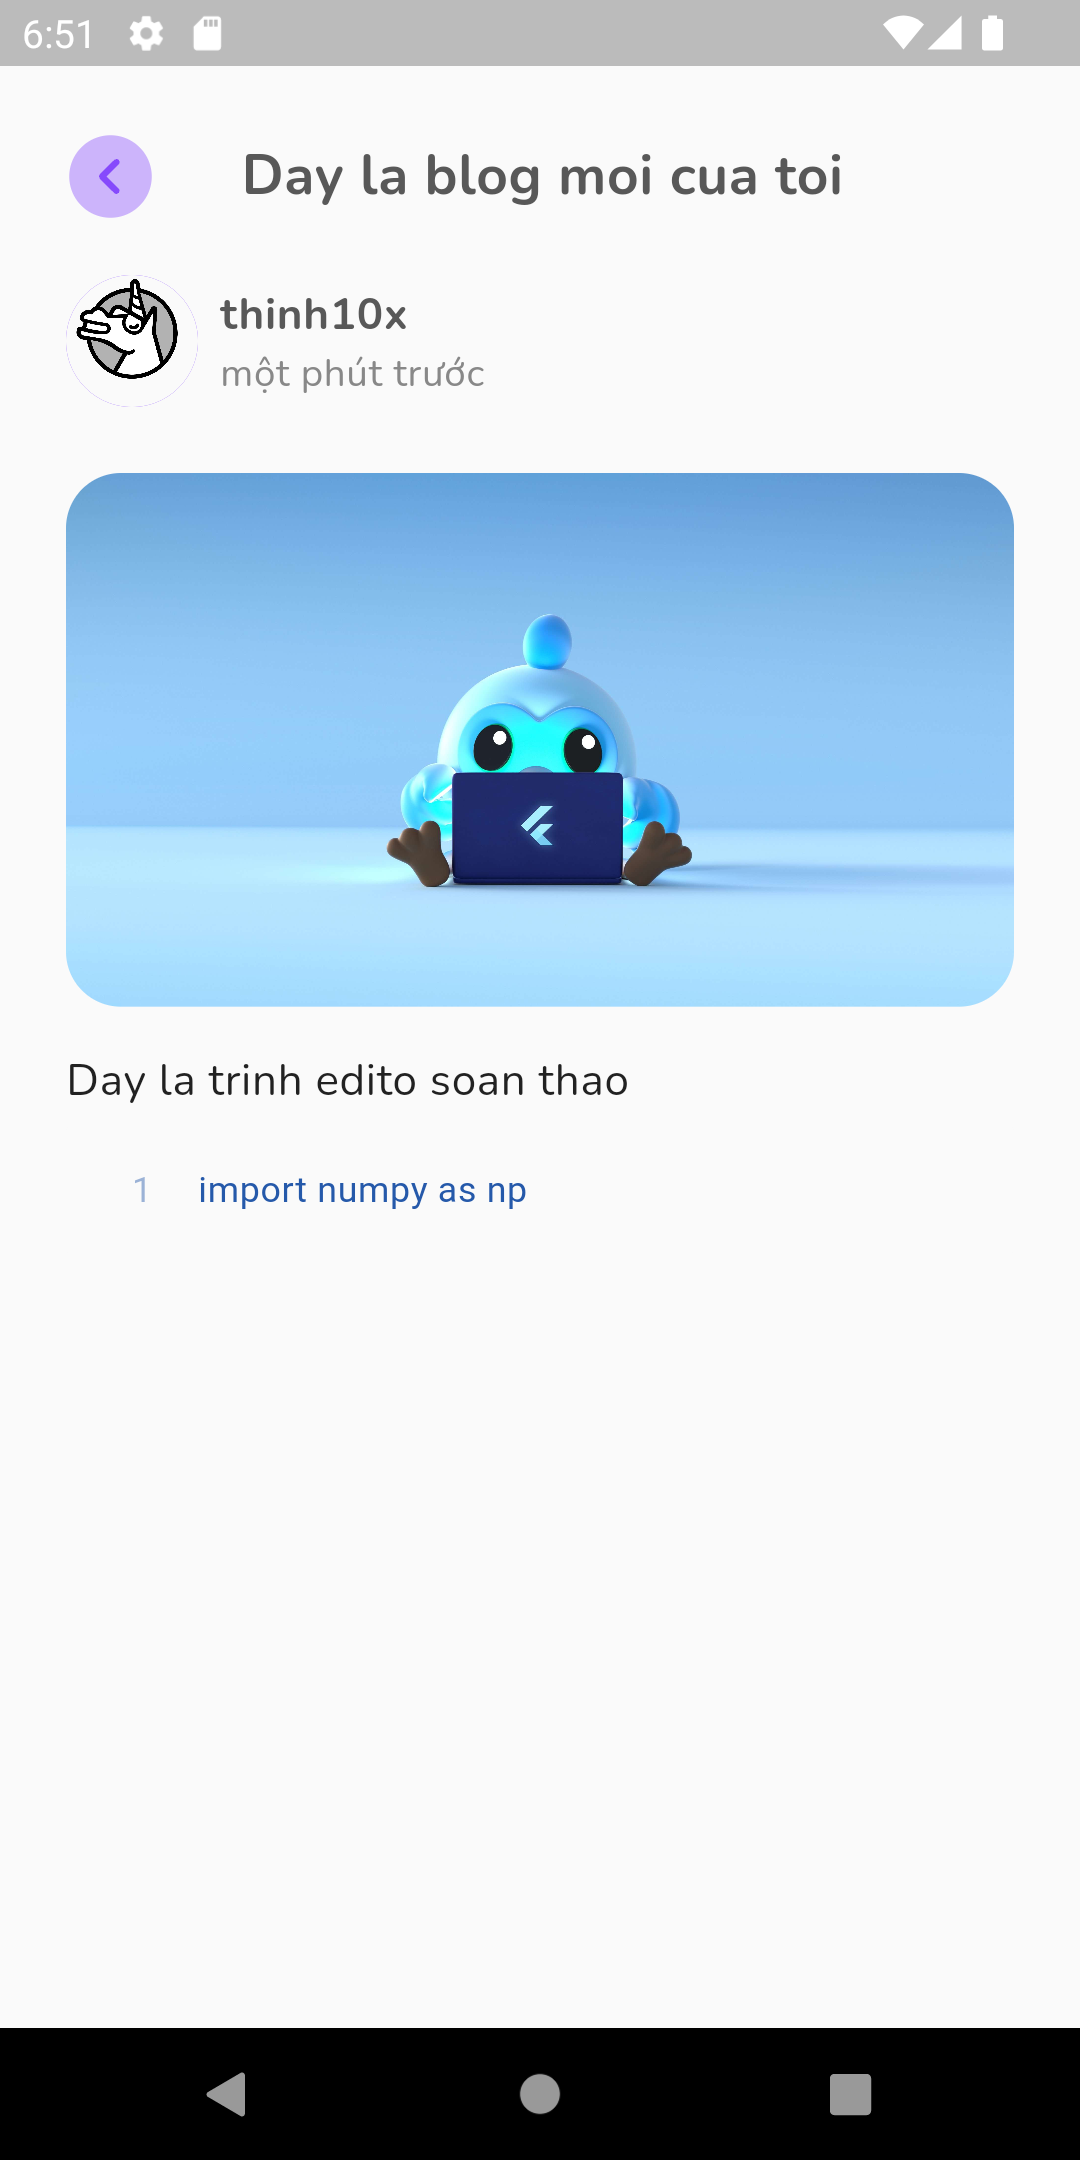 6:51
Day la blog moi cua toi
thinh10x
một phút trước
Day la trinh edito soan thao
1 import numpy as np